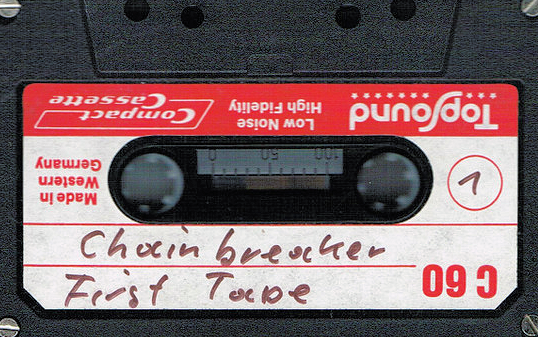 TopSound
Low Noise
High Fidelity
Compact
Cassette
100 50 0
Made in
Western
Germany
1
Chainbreaker
First Tape
C 60